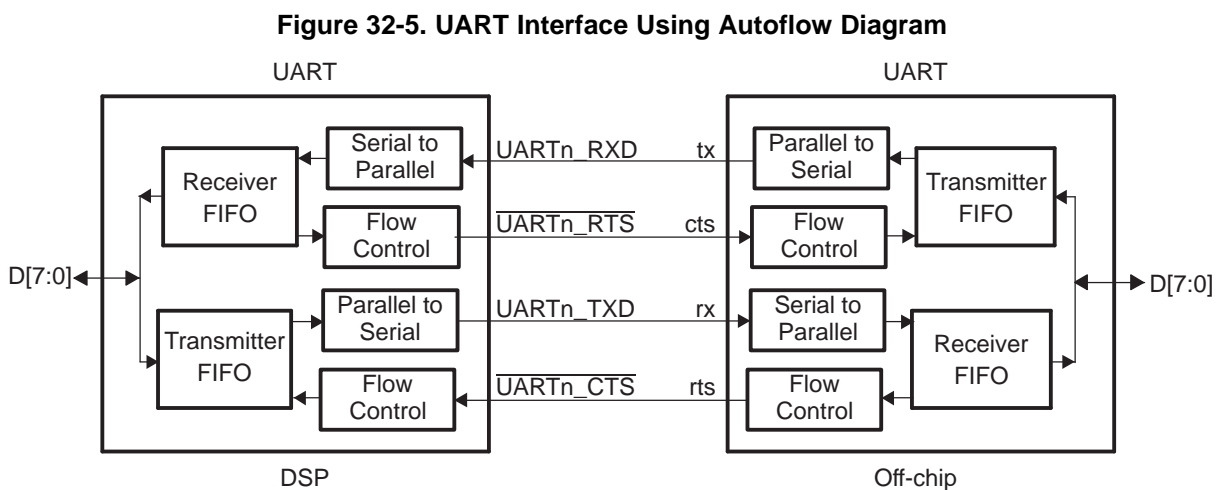 Figure 32-5. UART Interface Using Autoflow Diagram
UART
UART
Receiver
FIFO
Serial to
Parallel
UARTn_RXD
tx
Parallel to
Serial
Transmitter
FIFO
Flow
Control
UARTn_RTS
cts
Flow
Control
D[7:0]
D[7:0]
Transmitter
FIFO
Parallel to
Serial
UARTn_TXD
rx
Serial to
Parallel
Receiver
FIFO
Flow
Control
UARTn_CTS
rts
Flow
Control
DSP
Off-chip